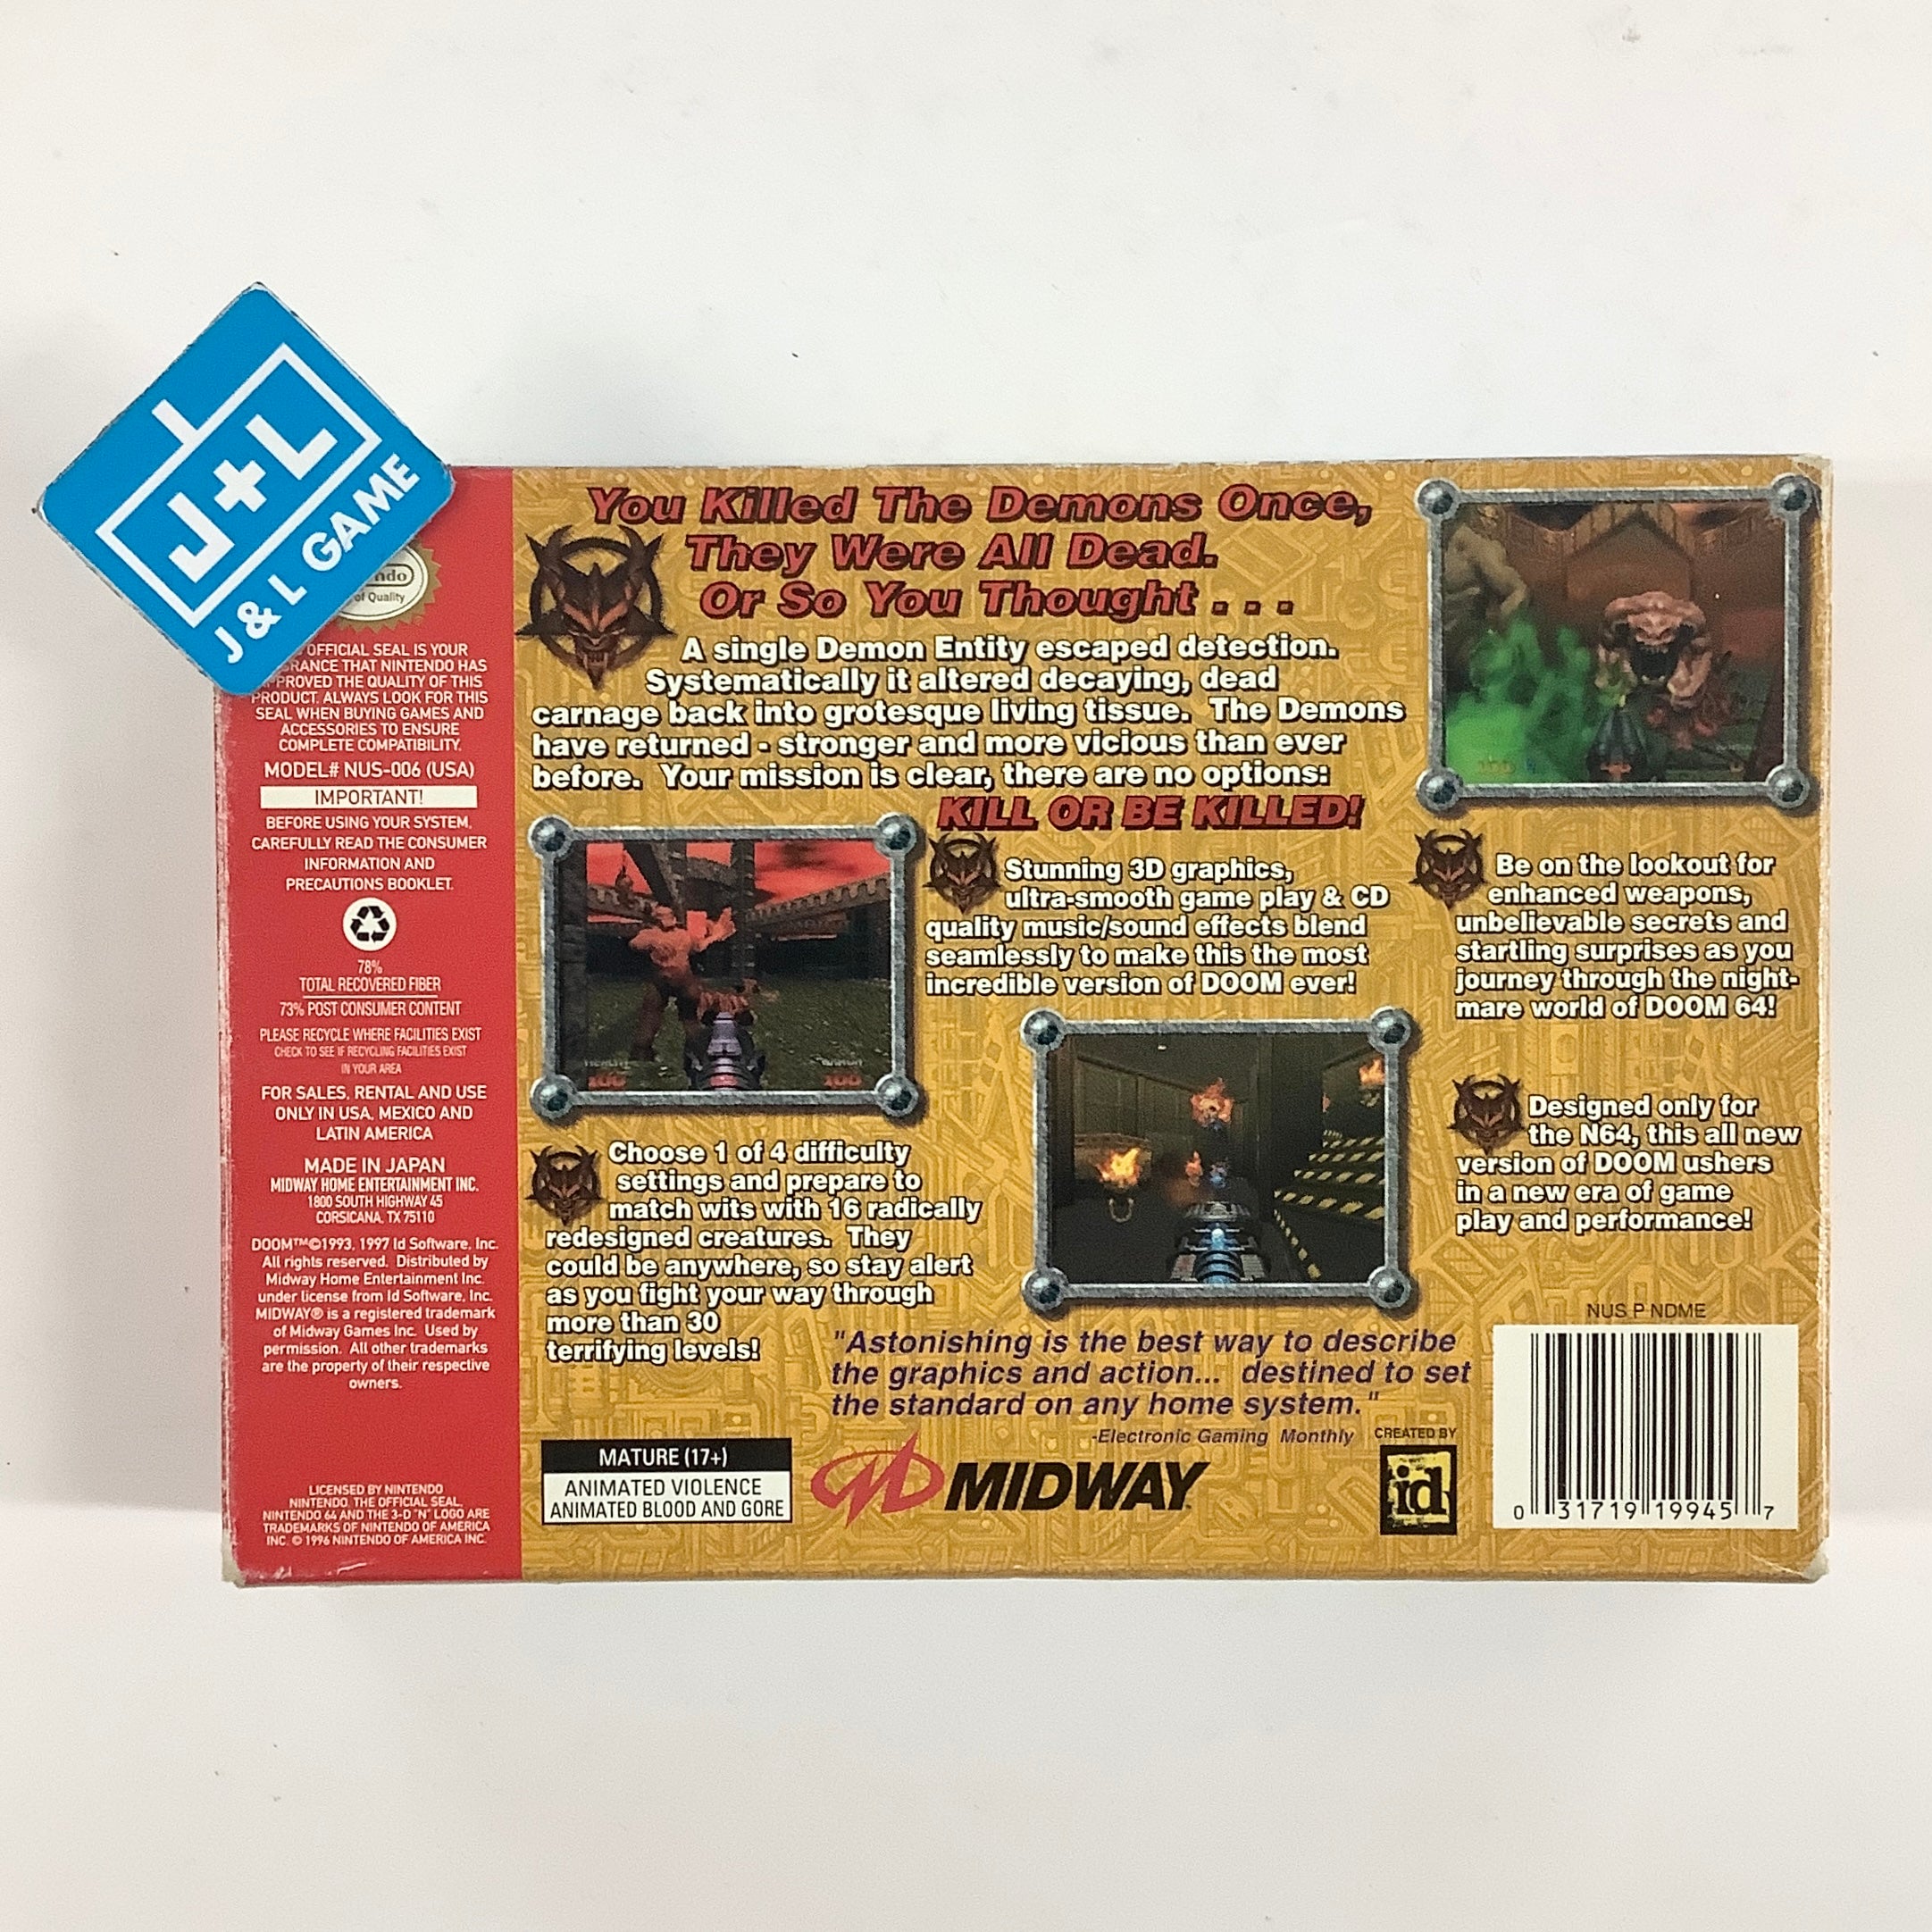 J+L
J & L GAME
ndo
of Quality
OFFICIAL SEAL IS YOUR
THAT NINTENDO HAS
THE QUALITY OF THIS
PRODUCT. ALWAYS LOOK FOR THIS
SEAL WHEN BUYING GAMES AND
ACCESSORIES TO ENSURE
COMPLETE COMPATIBILITY.
MODEL# NUS-006 (USA)
IMPORTANT!
BEFORE USING YOUR SYSTEM,
CAREFULLY READ THE CONSUMER
INFORMATION AND
PRECAUTIONS BOOKLET.
78%
TOTAL RECOVERED FIBER
73% POST CONSUMER CONTENT
PLEASE RECYCLE WHERE FACILITIES EXIST
CHECK TO SEE IF RECYCLING FACILITIES EXIST
IN YOUR AREA
FOR SALES, RENTAL AND USE
ONLY IN USA, MEXICO AND
LATIN AMERICA
MADE IN JAPAN
MIDWAY HOME ENTERTAINMENT INC.
1800 SOUTH HIGHWAY 45
CORSICANA, TX 75110
DOOM™©1993, 1997 Id Software, Inc.
All rights reserved. Distributed by
Midway Home Entertainment Inc.
under license from Id Software, Inc.
MIDWAY® is a registered trademark
of Midway Games Inc. Used by
permission. All other trademarks
are the property of their respective
owners.
LICENSED BY NINTENDO
NINTENDO, THE OFFICIAL SEAL,
NINTENDO 64 AND THE 3-D "N" LOGO ARE
TRADEMARKS OF NINTENDO OF AMERICA
INC. © 1996 NINTENDO OF AMERICA INC.
You Killed The Demons Once,
They Were All Dead.
Or So You Thought . . .
A single Demon Entity escaped detection.
Systematically it altered decaying, dead
carnage back into grotesque living tissue. The Demons
have returned - stronger and more vicious than ever
before. Your mission is clear, there are no options:
KILL OR BE KILLED!
Stunning 3D graphics,
ultra-smooth game play & CD
quality music/sound effects blend
seamlessly to make this the most
incredible version of DOOM ever!
Be on the lookout for
enhanced weapons,
unbelievable secrets and
startling surprises as you
journey through the night-
mare world of DOOM 64!
HEALTH
100
ARMOR
100
Designed only for
the N64, this all new
version of DOOM ushers
in a new era of game
play and performance!
Choose 1 of 4 difficulty
settings and prepare to
match wits with 16 radically
redesigned creatures. They
could be anywhere, so stay alert
as you fight your way through
more than 30
terrifying levels!
"Astonishing is the best way to describe
the graphics and action... destined to set
the standard on any home system."
-Electronic Gaming Monthly
MATURE (17+)
ANIMATED VIOLENCE
ANIMATED BLOOD AND GORE
MIDWAY
CREATED BY
id
NUS P NDME
0 31719 19945 7